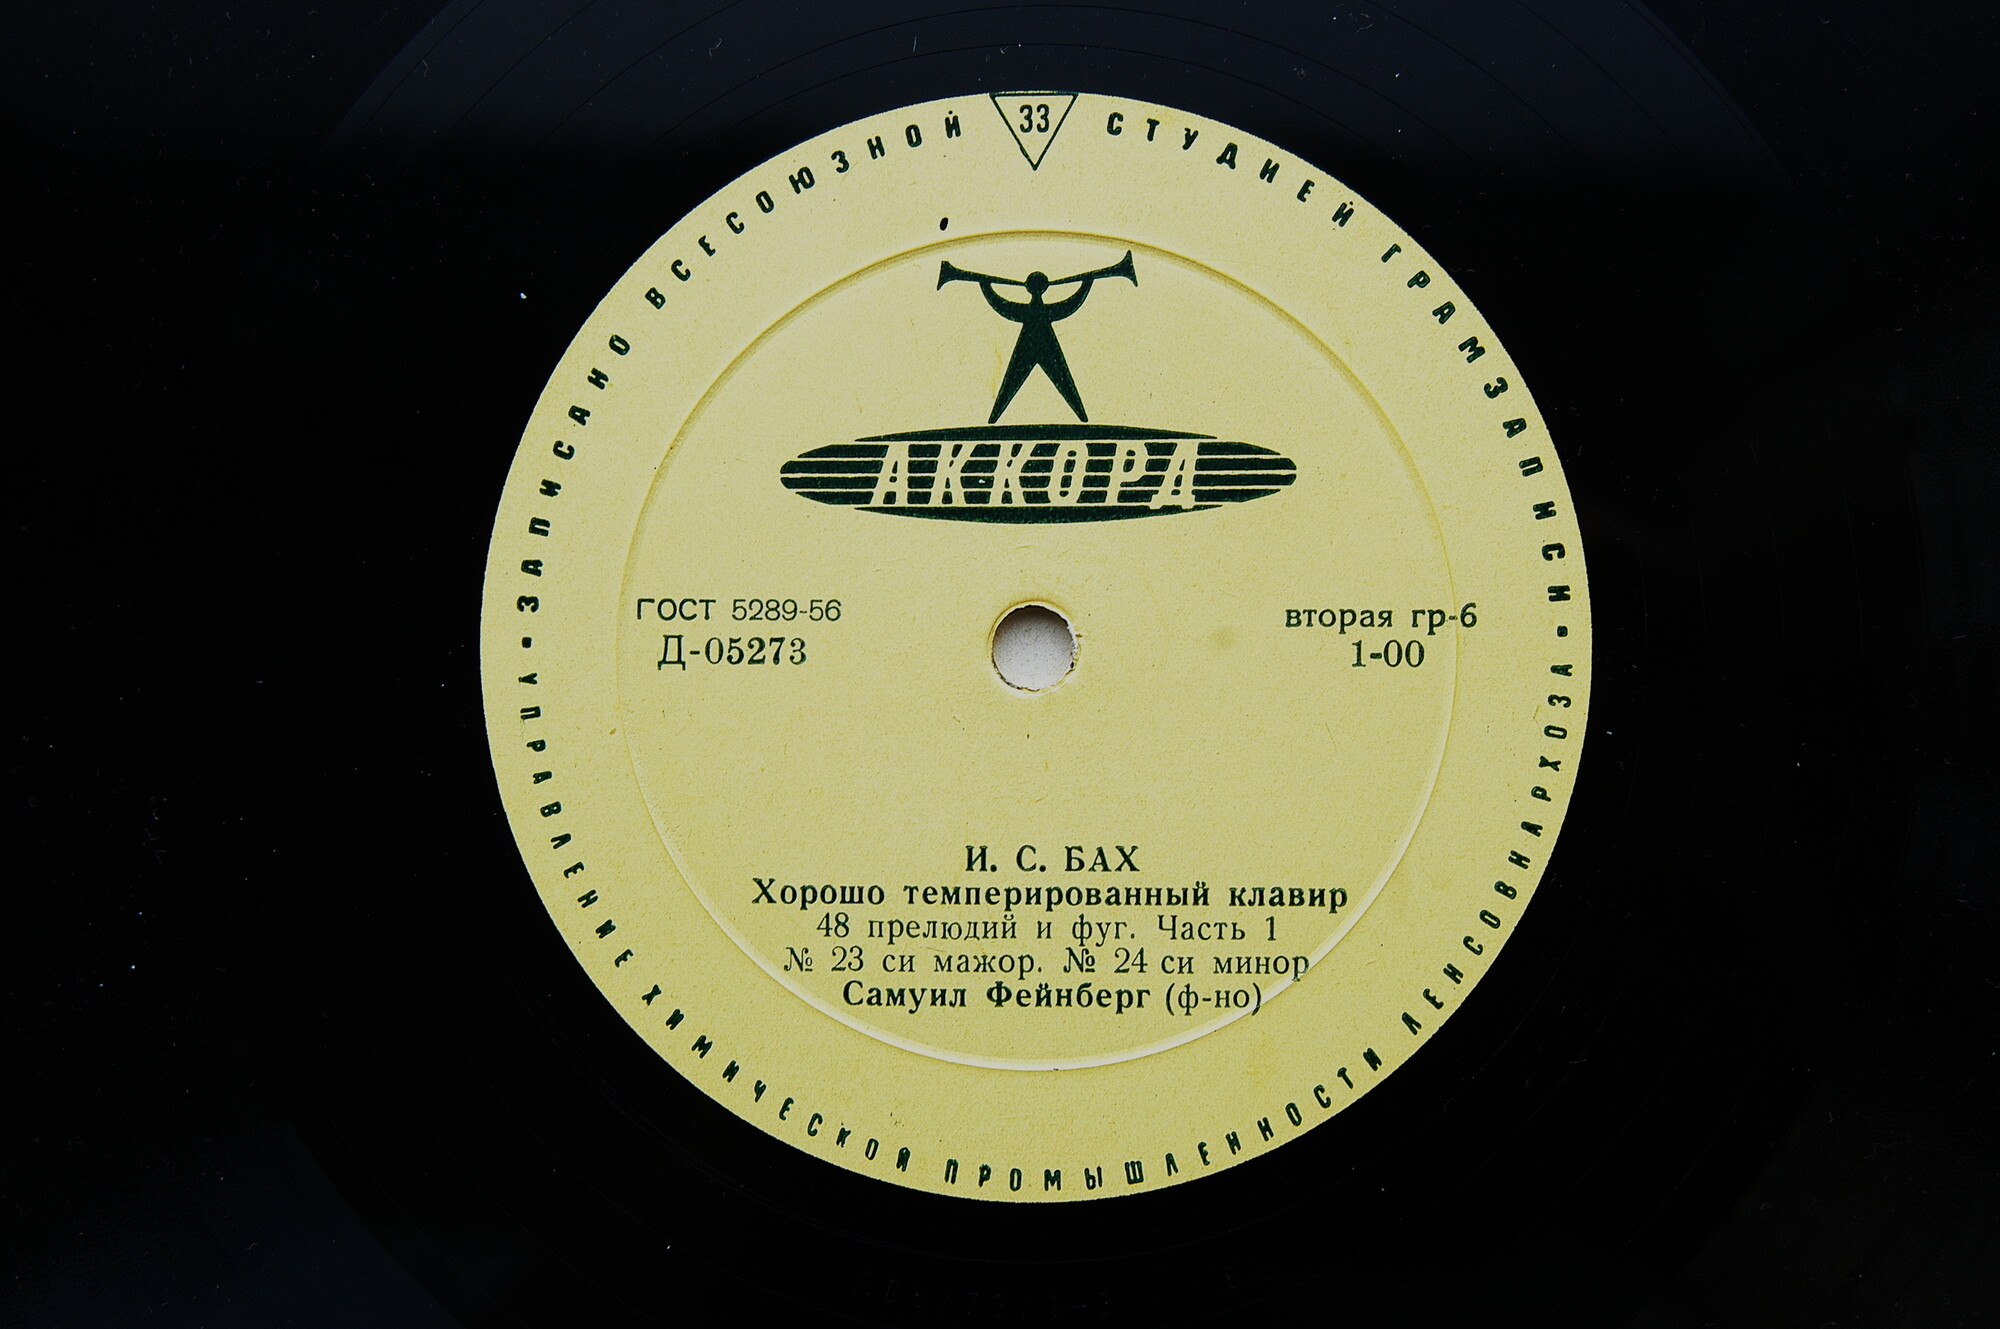 33
ЗАПИСАНО ВСЕСОЮЗНОЙ СТУДИЕЙ ГРАМЗАПИСИ •
УПРАВЛЕНИЕ ХИМИЧЕСКОЙ ПРОМЫШЛЕННОСТИ ЛЕНСОВНАРХОЗА •
АККОРД
ГОСТ 5289-56
Д-05273
вторая гр-6
1-00
И. С. БАХ
Хорошо темперированный клавир
48 прелюдий и фуг. Часть 1
№ 23 си мажор. № 24 си минор
Самуил Фейнберг (ф-но)